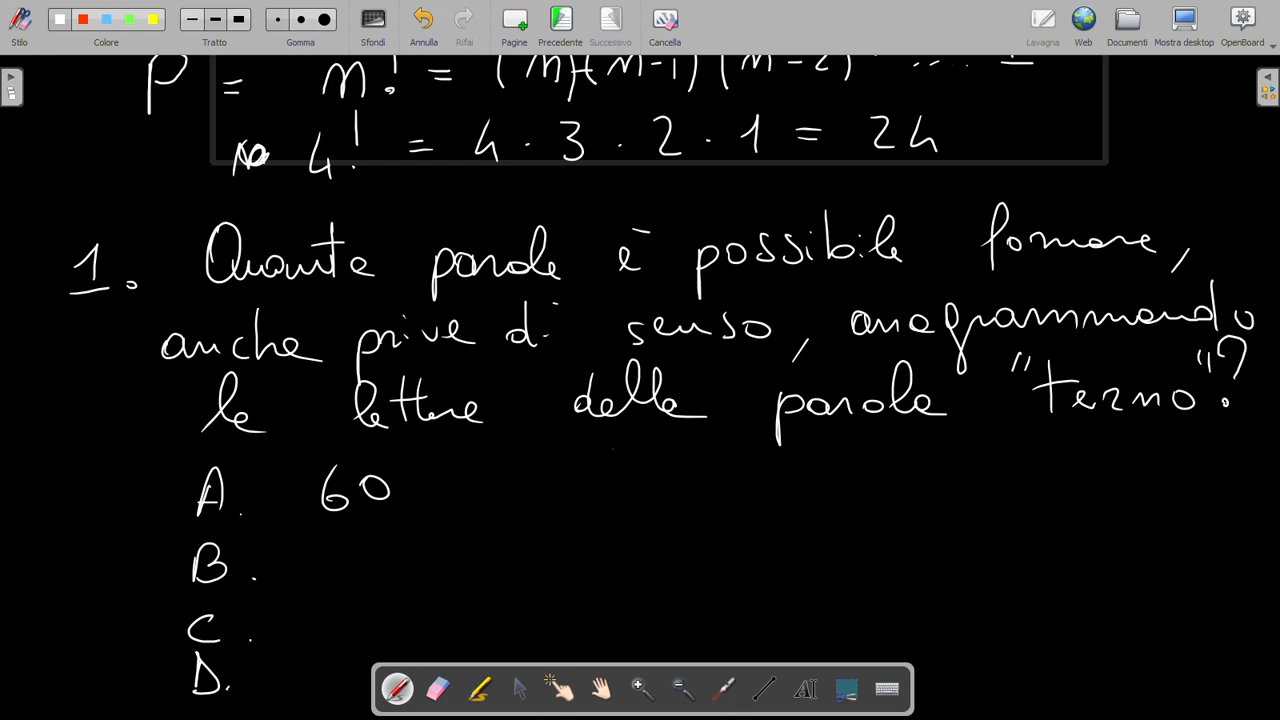 Stilo Colore Tratto Gomma Sfondi Annulla Rifai Pagine Precedente Successivo Cancella Lavagna Web Documenti Mostra desktop OpenBoard
P = n! = (n)(n-1)(n-2) · .... 1
4! = 4 · 3 · 2 · 1 = 24
1. Quante parole è possibile formare,
anche prive di senso, anagrammando
le lettere della parola "terno"?
A. 60
B.
C.
D.